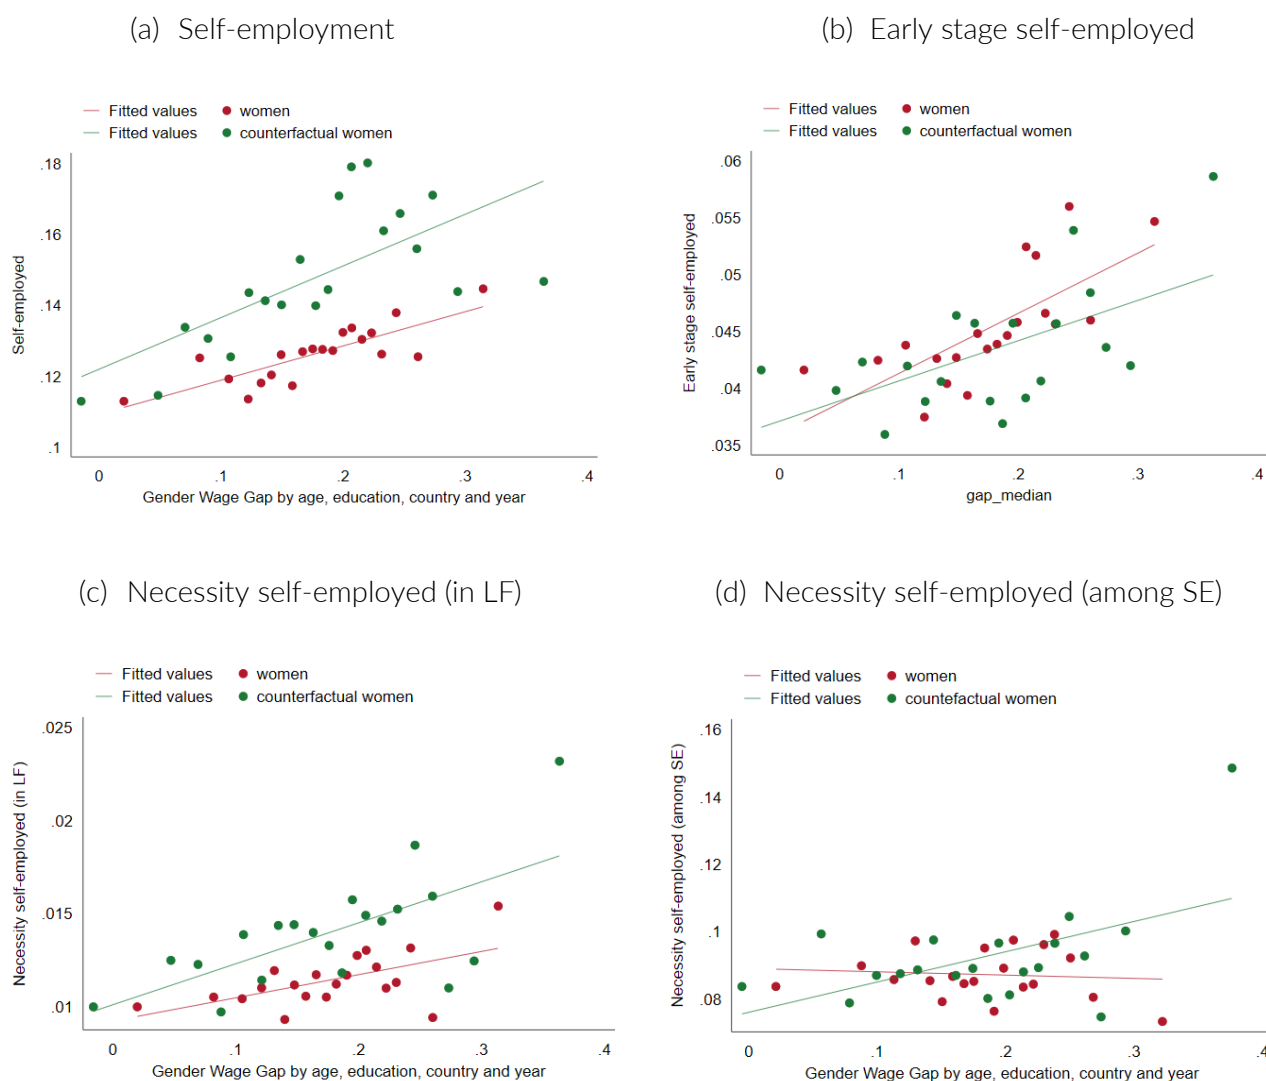 (a) Self-employment
(b) Early stage self-employed
Fitted values women
Fitted values counterfactual women
.18
.16
.14
.12
.1
Self-employed
0 .1 .2 .3 .4
Gender Wage Gap by age, education, country and year
Fitted values women
Fitted values counterfactual women
.06
.055
.05
.045
.04
.035
Early stage self-employed
0 .1 .2 .3 .4
gap_median
(c) Necessity self-employed (in LF)
(d) Necessity self-employed (among SE)
Fitted values women
Fitted values counterfactual women
.025
.02
.015
.01
Necessity self-employed (in LF)
0 .1 .2 .3 .4
Gender Wage Gap by age, education, country and year
Fitted values women
Fitted values countefactual women
.16
.14
.12
.1
.08
Necessity self-employed (among SE)
0 .1 .2 .3 .4
Gender Wage Gap by age, education, country and year